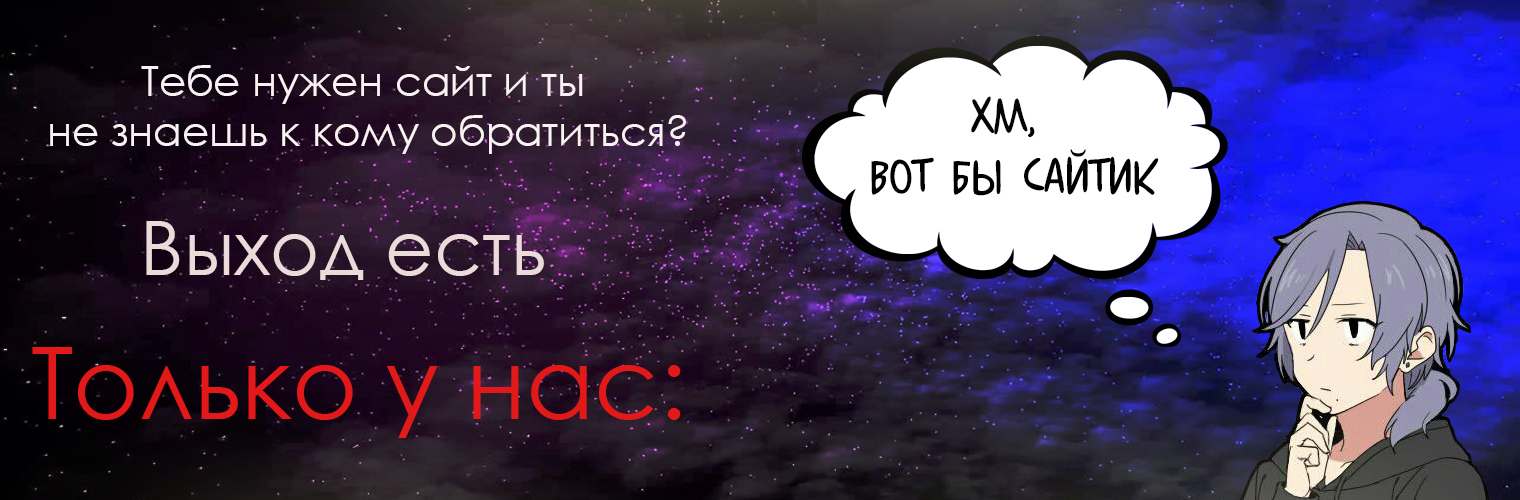 Тебе нужен сайт и ты
не знаешь к кому обратиться?
Выход есть
Только у нас:
ХМ,
ВОТ БЫ САЙТИК